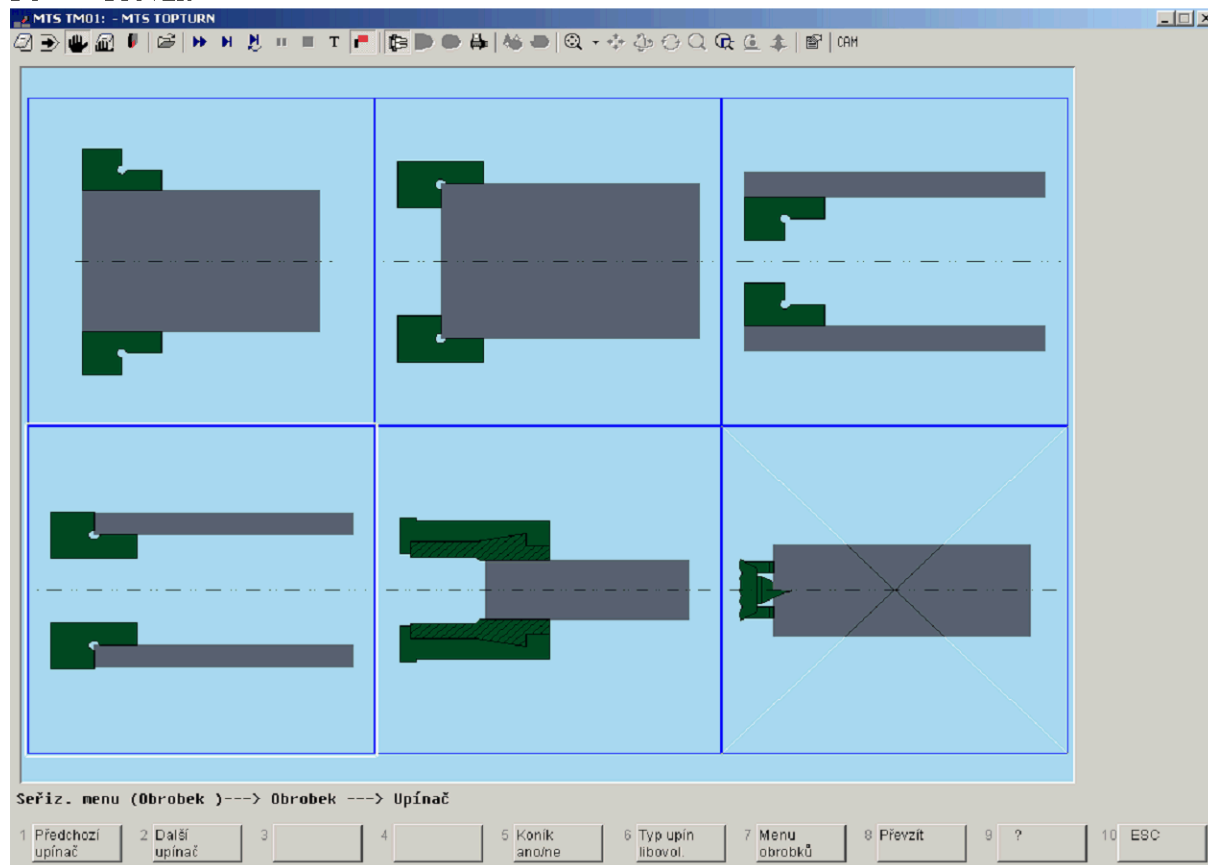 MTS TM01: - MTS TOPTURN
T CAM
Seřiz. menu (Obrobek )---> Obrobek ---> Upínač
1 Předchozí upínač
2 Další upínač
3
4
5 Koník ano/ne
6 Typ upín libovol.
7 Menu obrobků
8 Převzít
9 ?
10 ESC